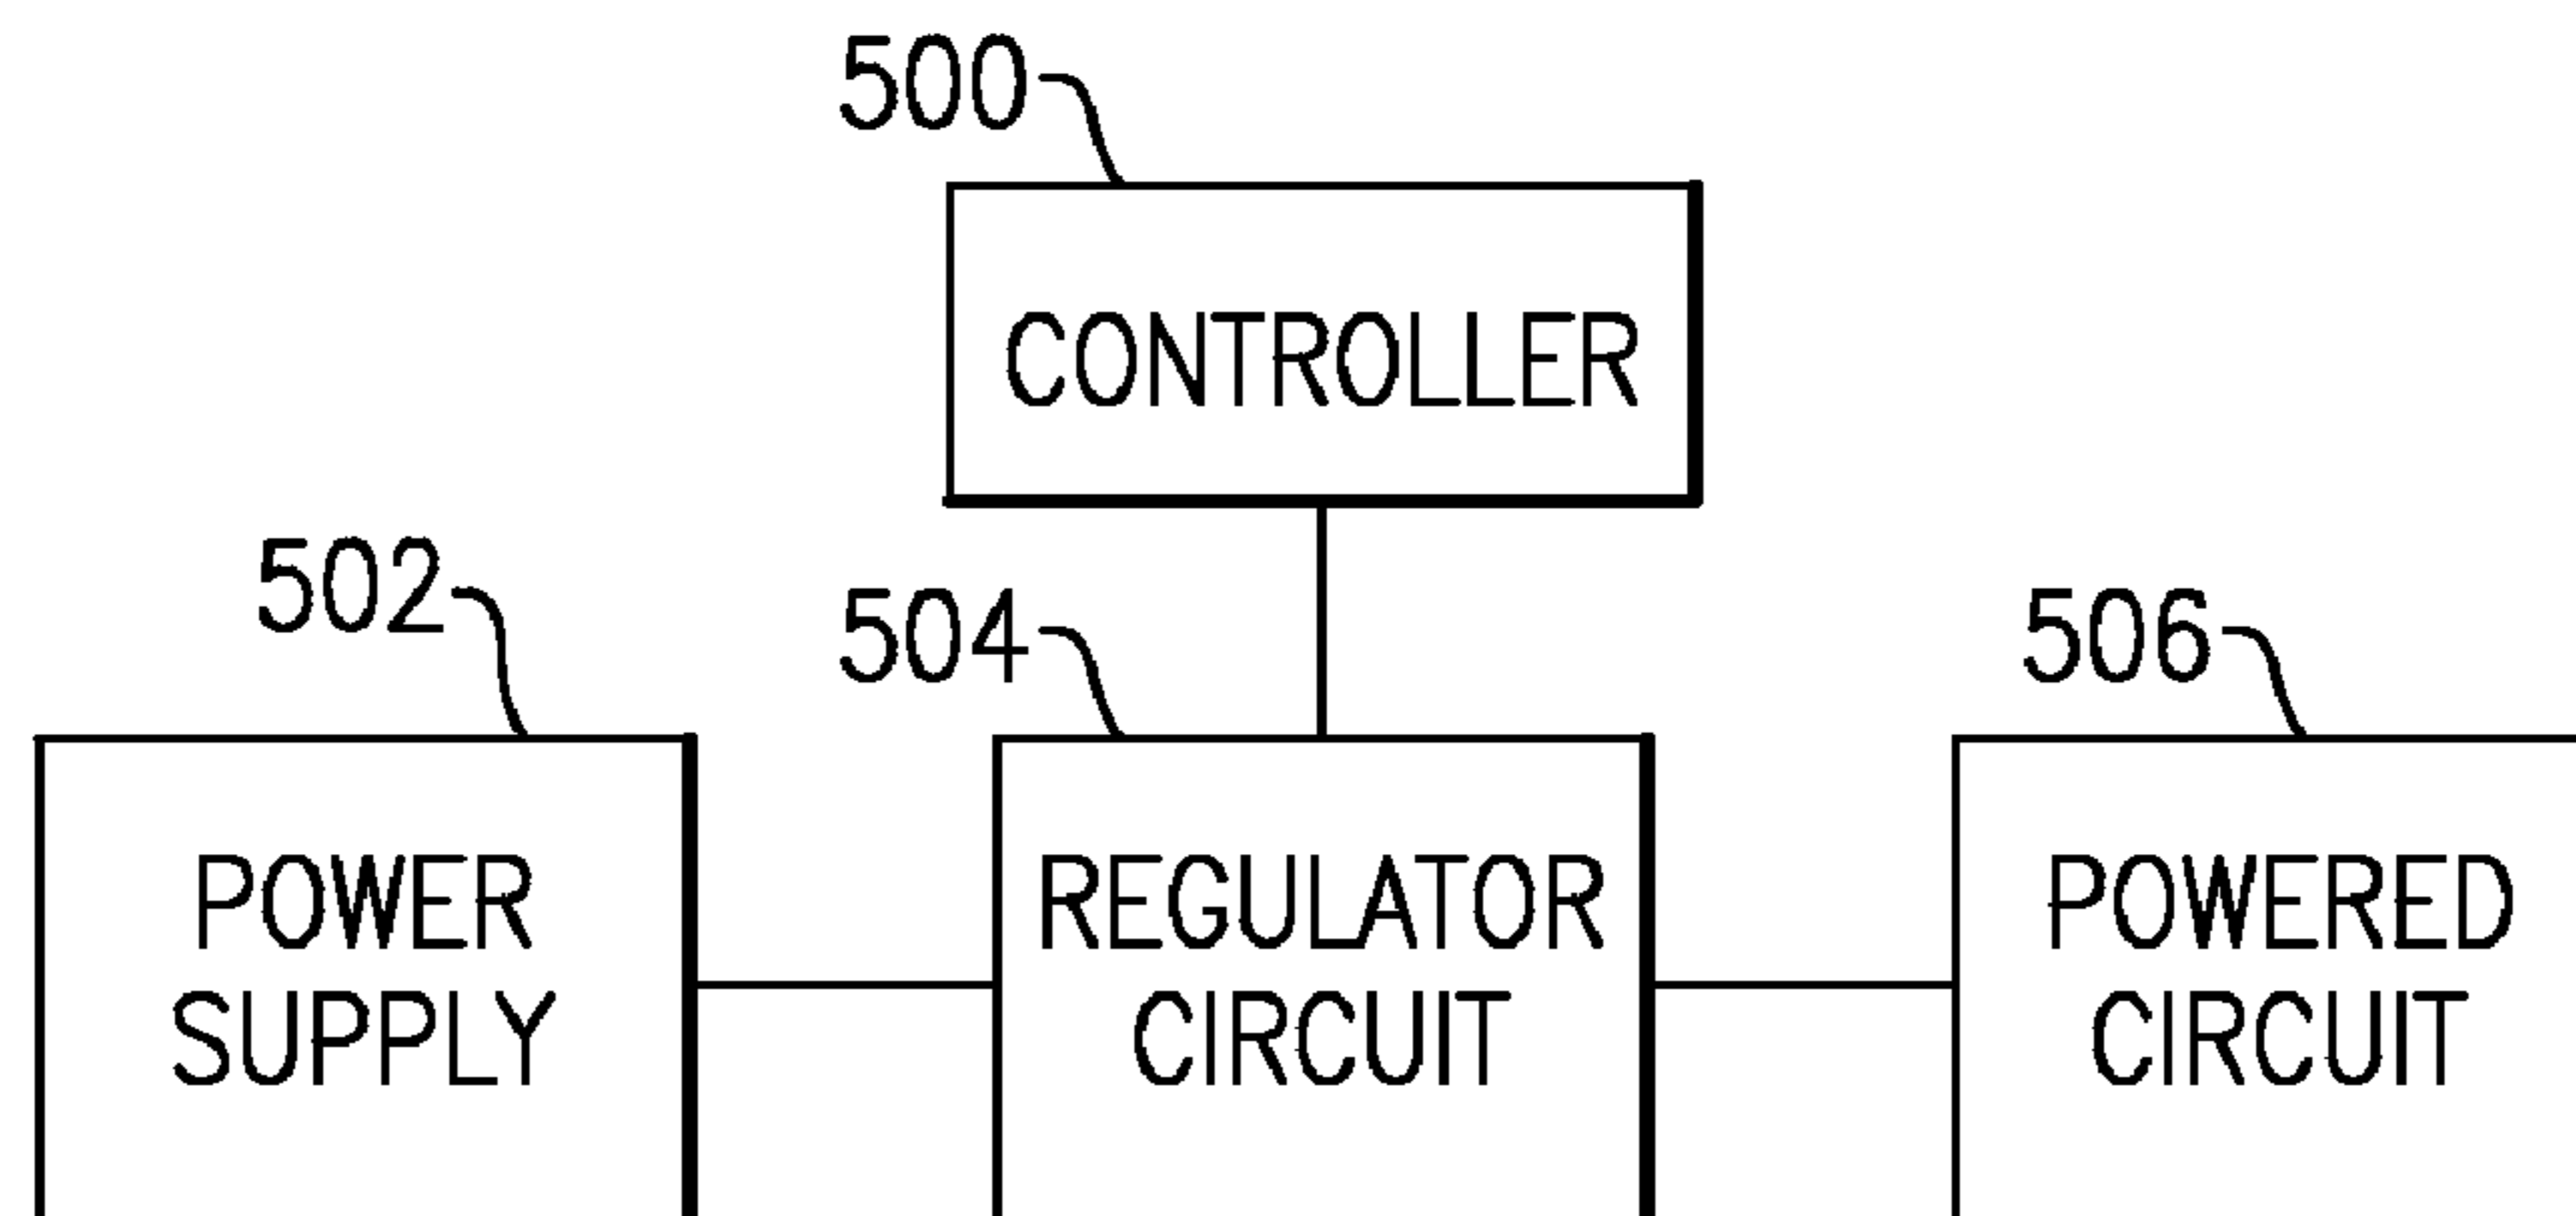 500
CONTROLLER
502
504
506
POWER
SUPPLY
REGULATOR
CIRCUIT
POWERED
CIRCUIT